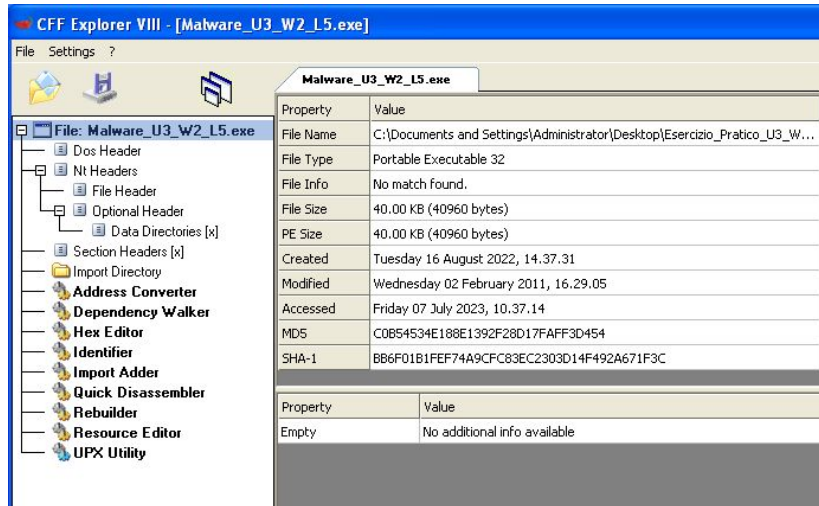 CFF Explorer VIII - [Malware_U3_W2_L5.exe]
File Settings ?
Malware_U3_W2_L5.exe
File: Malware_U3_W2_L5.exe
Dos Header
Nt Headers
File Header
Optional Header
Data Directories [x]
Section Headers [x]
Import Directory
Address Converter
Dependency Walker
Hex Editor
Identifier
Import Adder
Quick Disassembler
Rebuilder
Resource Editor
UPX Utility
Property Value
File Name C:\Documents and Settings\Administrator\Desktop\Esercizio_Pratico_U3_W...
File Type Portable Executable 32
File Info No match found.
File Size 40.00 KB (40960 bytes)
PE Size 40.00 KB (40960 bytes)
Created Tuesday 16 August 2022, 14.37.31
Modified Wednesday 02 February 2011, 16.29.05
Accessed Friday 07 July 2023, 10.37.14
MD5 C0B54534E188E1392F28D17FAFF3D454
SHA-1 BB6F01B1FEF74A9CFC83EC2303D14F492A671F3C
Property Value
Empty No additional info available